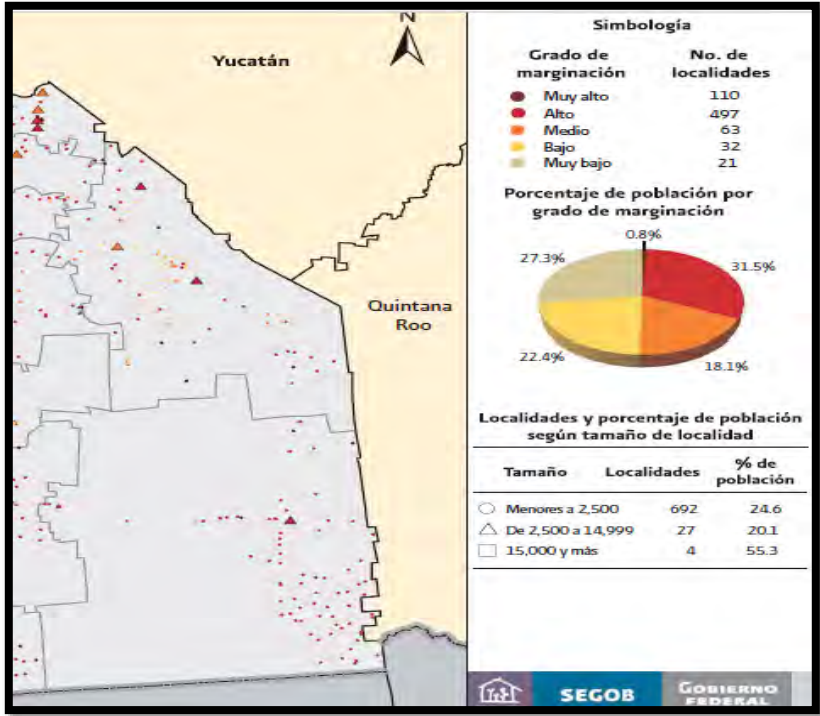 N
Yucatán
Quintana
Roo
Simbología
Grado de
marginación
No. de
localidades
Muy alto 110
Alto 497
Medio 63
Bajo 32
Muy bajo 21
Porcentaje de población por
grado de marginación
0.8%
27.3%
31.5%
22.4%
18.1%
Localidades y porcentaje de población
según tamaño de localidad
Tamaño Localidades % de
población
Menores a 2,500 692 24.6
De 2,500 a 14,999 27 20.1
15,000 y más 4 55.3
SEGOB
GOBIERNO
FEDERAL